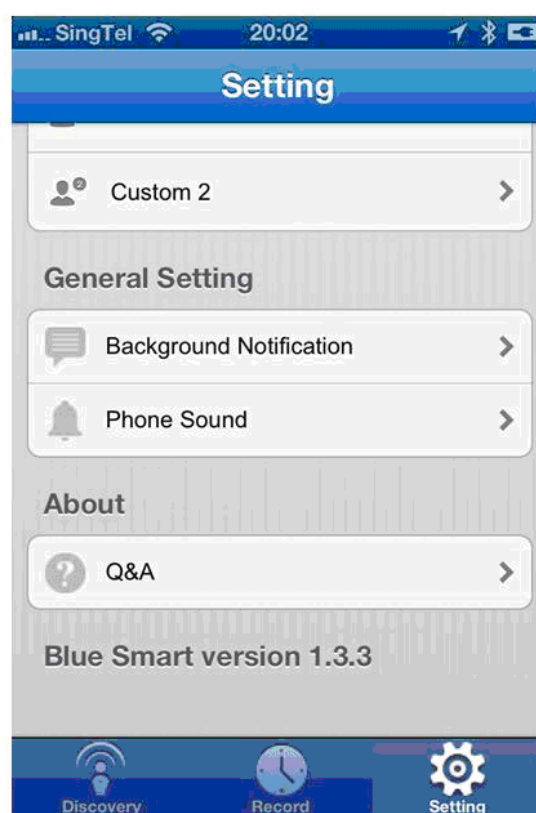 SingTel 20:02
Setting
Custom 2
General Setting
Background Notification
Phone Sound
About
Q&A
Blue Smart version 1.3.3
Discovery Record Setting